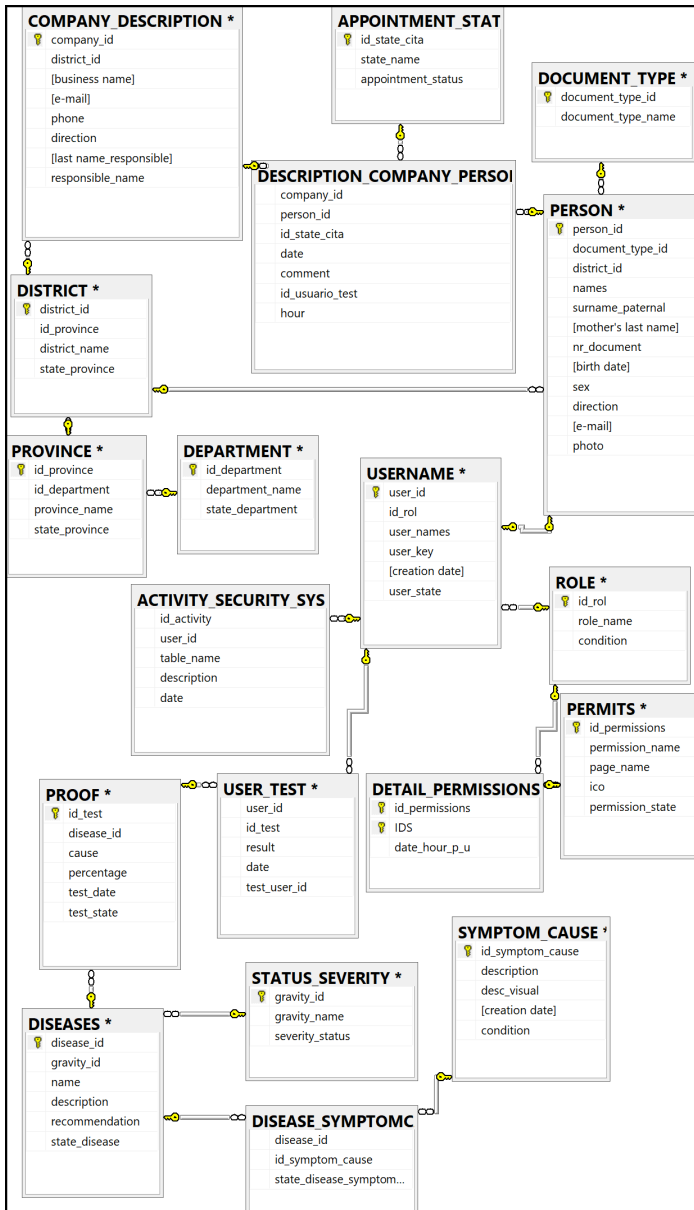 COMPANY_DESCRIPTION *
company_id
district_id
[business name]
[e-mail]
phone
direction
[last name_responsible]
responsible_name
APPOINTMENT_STAT
id_state_cita
state_name
appointment_status
DOCUMENT_TYPE *
document_type_id
document_type_name
DESCRIPTION_COMPANY_PERSO
company_id
person_id
id_state_cita
date
comment
id_usuario_test
hour
PERSON *
person_id
document_type_id
district_id
names
surname_paternal
[mother's last name]
nr_document
[birth date]
sex
direction
[e-mail]
photo
DISTRICT *
district_id
id_province
district_name
state_province
PROVINCE *
id_province
id_department
province_name
state_province
DEPARTMENT *
id_department
department_name
state_department
USERNAME *
user_id
id_rol
user_names
user_key
[creation date]
user_state
ROLE *
id_rol
role_name
condition
ACTIVITY_SECURITY_SYS
id_activity
user_id
table_name
description
date
PERMITS *
id_permissions
permission_name
page_name
ico
permission_state
PROOF *
id_test
disease_id
cause
percentage
test_date
test_state
USER_TEST *
user_id
id_test
result
date
test_user_id
DETAIL_PERMISSIONS
id_permissions
IDS
date_hour_p_u
SYMPTOM_CAUSE *
id_symptom_cause
description
desc_visual
[creation date]
condition
STATUS_SEVERITY *
gravity_id
gravity_name
severity_status
DISEASES *
disease_id
gravity_id
name
description
recommendation
state_disease
DISEASE_SYMPTOMC
disease_id
id_symptom_cause
state_disease_symptom...